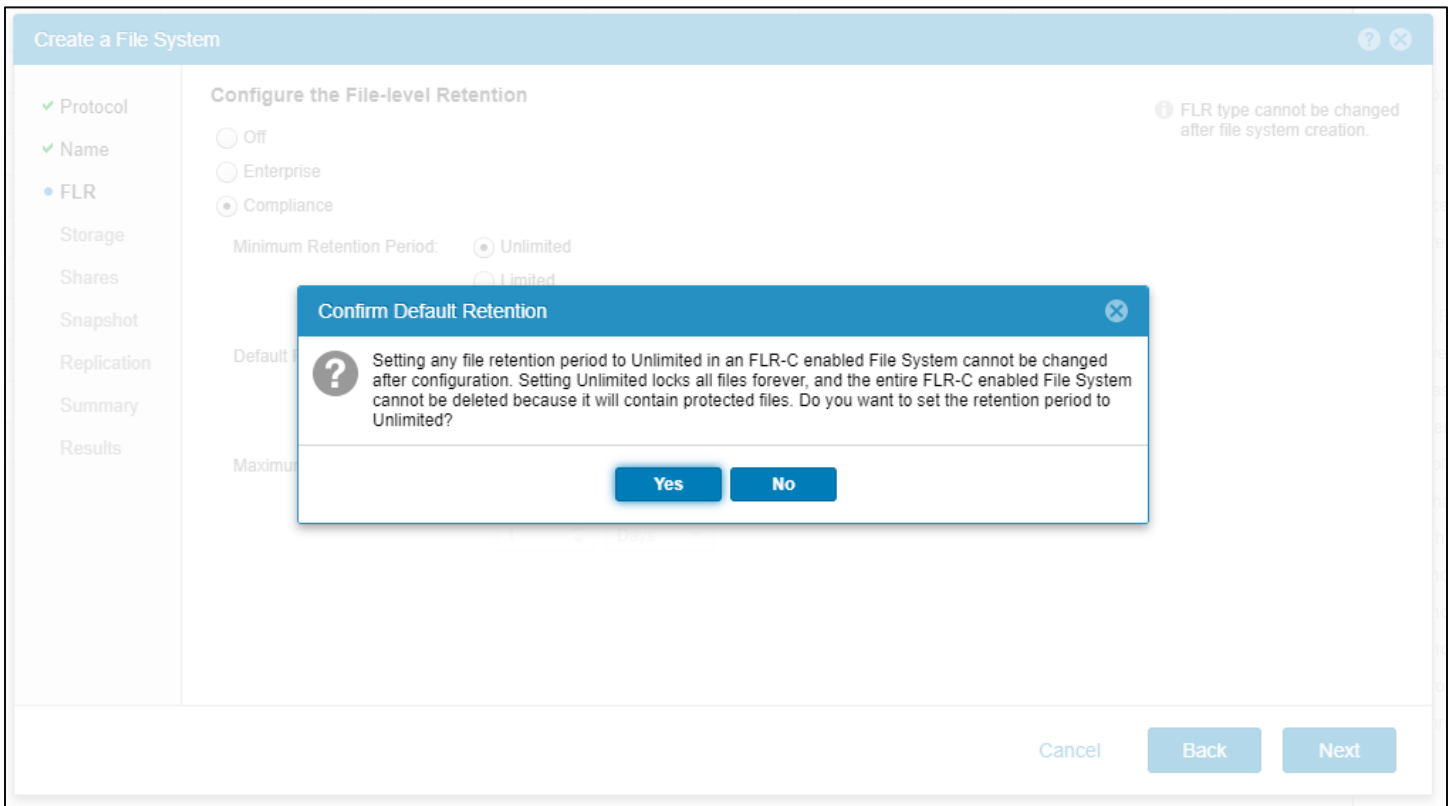 Create a File System
Protocol
Name
FLR
Storage
Shares
Snapshot
Replication
Summary
Results
Configure the File-level Retention
Off
Enterprise
Compliance
Minimum Retention Period:
Unlimited
Limited
Default
Maximum
Days
FLR type cannot be changed
after file system creation.
Confirm Default Retention
Setting any file retention period to Unlimited in an FLR-C enabled File System cannot be changed
after configuration. Setting Unlimited locks all files forever, and the entire FLR-C enabled File System
cannot be deleted because it will contain protected files. Do you want to set the retention period to
Unlimited?
Yes
No
Cancel
Back
Next